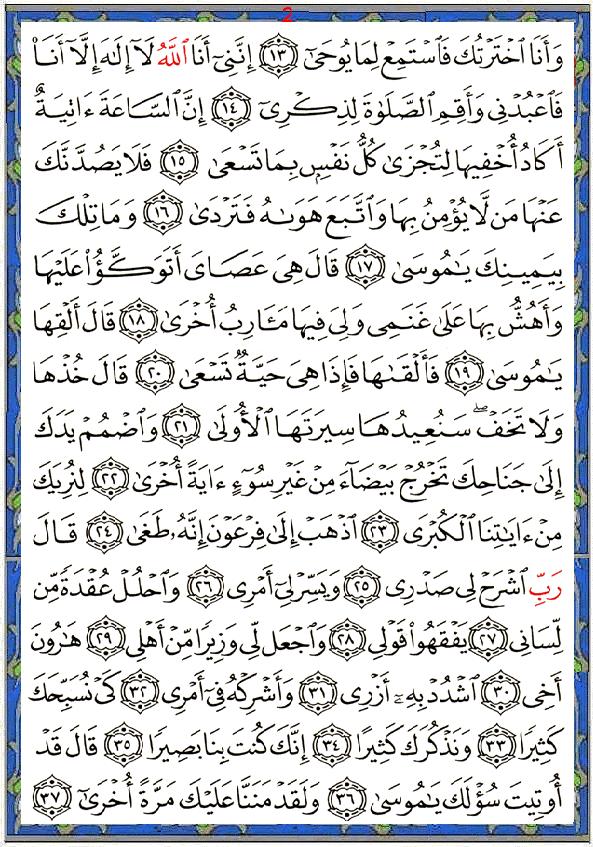 2
وَأَنَا ٱخْتَرْتُكَ فَٱسْتَمِعْ لِمَا يُوحَىٰٓ ١٣ إِنَّنِىٓ أَنَا ٱللَّهُ لَآ إِلَٰهَ إِلَّآ أَنَا۠
فَٱعْبُدْنِى وَأَقِمِ ٱلصَّلَوٰةَ لِذِكْرِىٓ ١٤ إِنَّ ٱلسَّاعَةَ ءَاتِيَةٌ
أَكَادُ أُخْفِيهَا لِتُجْزَىٰ كُلُّ نَفْسٍۭ بِمَا تَسْعَىٰ ١٥ فَلَا يَصُدَّنَّكَ
عَنْهَا مَن لَّا يُؤْمِنُ بِهَا وَٱتَّبَعَ هَوَىٰهُ فَتَرْدَىٰ ١٦ وَمَا تِلْكَ
بِيَمِينِكَ يَٰمُوسَىٰ ١٧ قَالَ هِىَ عَصَاىَ أَتَوَكَّؤُا۟ عَلَيْهَا
وَأَهُشُّ بِهَا عَلَىٰ غَنَمِى وَلِىَ فِيهَا مَـَٔارِبُ أُخْرَىٰ ١٨ قَالَ أَلْقِهَا
يَٰمُوسَىٰ ١٩ فَأَلْقَىٰهَا فَإِذَا هِىَ حَيَّةٌ تَسْعَىٰ ٢٠ قَالَ خُذْهَا
وَلَا تَخَفْ ۖ سَنُعِيدُهَا سِيرَتَهَا ٱلْأُولَىٰ ٢١ وَٱضْمُمْ يَدَكَ
إِلَىٰ جَنَاحِكَ تَخْرُجْ بَيْضَآءَ مِنْ غَيْرِ سُوٓءٍ ءَايَةً أُخْرَىٰ ٢٢ لِنُرِيَكَ
مِنْ ءَايَٰتِنَا ٱلْكُبْرَى ٢٣ ٱذْهَبْ إِلَىٰ فِرْعَوْنَ إِنَّهُۥ طَغَىٰ ٢٤ قَالَ
رَبِّ ٱشْرَحْ لِى صَدْرِى ٢٥ وَيَسِّرْ لِىٓ أَمْرِى ٢٦ وَٱحْلُلْ عُقْدَةً مِّن
لِّسَانِى ٢٧ يَفْقَهُوا۟ قَوْلِى ٢٨ وَٱجْعَل لِّى وَزِيرًا مِّنْ أَهْلِى ٢٩ هَٰرُونَ
أَخِى ٣٠ ٱشْدُدْ بِهِۦٓ أَزْرِى ٣١ وَأَشْرِكْهُ فِىٓ أَمْرِى ٣٢ كَىْ نُسَبِّحَكَ
كَثِيرًا ٣٣ وَنَذْكُرَكَ كَثِيرًا ٣٤ إِنَّكَ كُنتَ بِنَا بَصِيرًا ٣٥ قَالَ قَدْ
أُوتِيتَ سُؤْلَكَ يَٰمُوسَىٰ ٣٦ وَلَقَدْ مَنَنَّا عَلَيْكَ مَرَّةً أُخْرَىٰٓ ٣٧